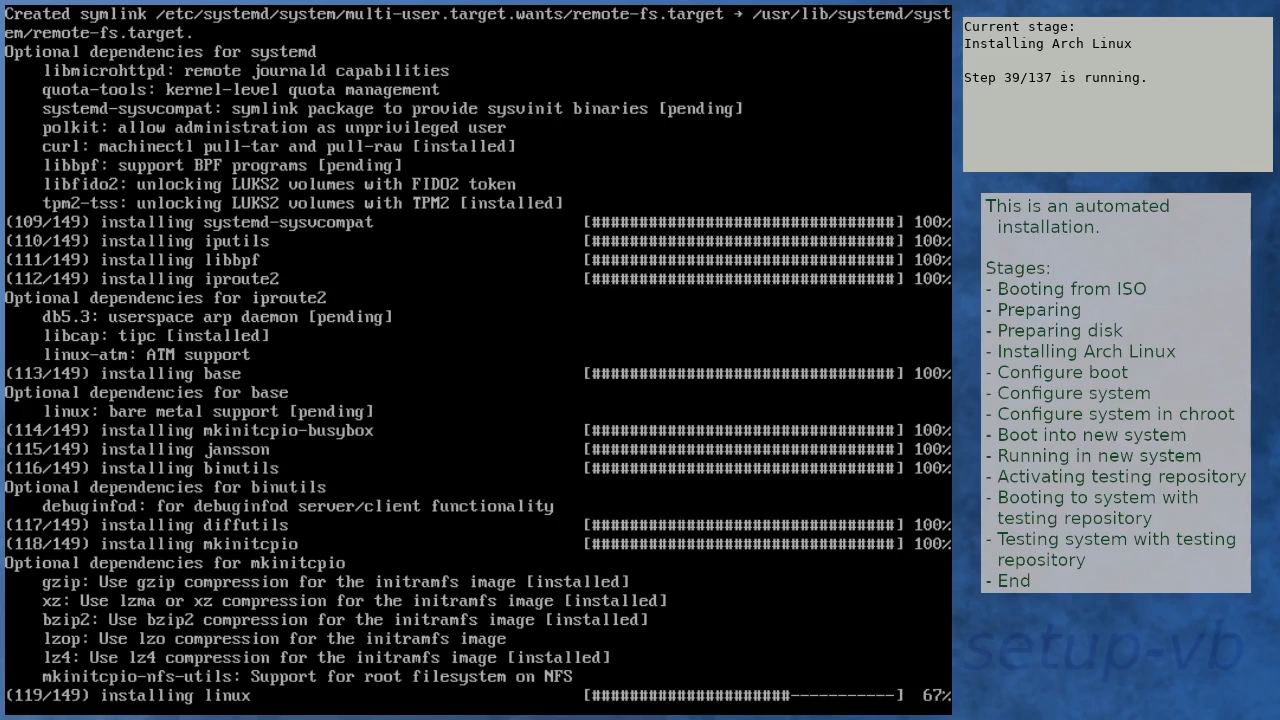 Created symlink /etc/systemd/system/multi-user.target.wants/remote-fs.target → /usr/lib/systemd/syst
em/remote-fs.target.
Optional dependencies for systemd
    libmicrohttpd: remote journald capabilities
    quota-tools: kernel-level quota management
    systemd-sysvcompat: symlink package to provide sysvinit binaries [pending]
    polkit: allow administration as unprivileged user
    curl: machinectl pull-tar and pull-raw [installed]
    libbpf: support BPF programs [pending]
    libfido2: unlocking LUKS2 volumes with FIDO2 token
    tpm2-tss: unlocking LUKS2 volumes with TPM2 [installed]
(109/149) installing systemd-sysvcompat [################################] 100%
(110/149) installing iputils [################################] 100%
(111/149) installing libbpf [################################] 100%
(112/149) installing iproute2 [################################] 100%
Optional dependencies for iproute2
    db5.3: userspace arp daemon [pending]
    libcap: tipc [installed]
    linux-atm: ATM support
(113/149) installing base [################################] 100%
Optional dependencies for base
    linux: bare metal support [pending]
(114/149) installing mkinitcpio-busybox [################################] 100%
(115/149) installing jansson [################################] 100%
(116/149) installing binutils [################################] 100%
Optional dependencies for binutils
    debuginfod: for debuginfod server/client functionality
(117/149) installing diffutils [################################] 100%
(118/149) installing mkinitcpio [################################] 100%
Optional dependencies for mkinitcpio
    gzip: Use gzip compression for the initramfs image [installed]
    xz: Use lzma or xz compression for the initramfs image [installed]
    bzip2: Use bzip2 compression for the initramfs image [installed]
    lzop: Use lzo compression for the initramfs image
    lz4: Use lz4 compression for the initramfs image [installed]
    mkinitcpio-nfs-utils: Support for root filesystem on NFS
(119/149) installing linux [#####################-----------] 67%
Current stage:
Installing Arch Linux
Step 39/137 is running.
This is an automated
installation.
Stages:
- Booting from ISO
- Preparing
- Preparing disk
- Installing Arch Linux
- Configure boot
- Configure system
- Configure system in chroot
- Boot into new system
- Running in new system
- Activating testing repository
- Booting to system with
testing repository
- Testing system with testing
repository
- End
setup-vb